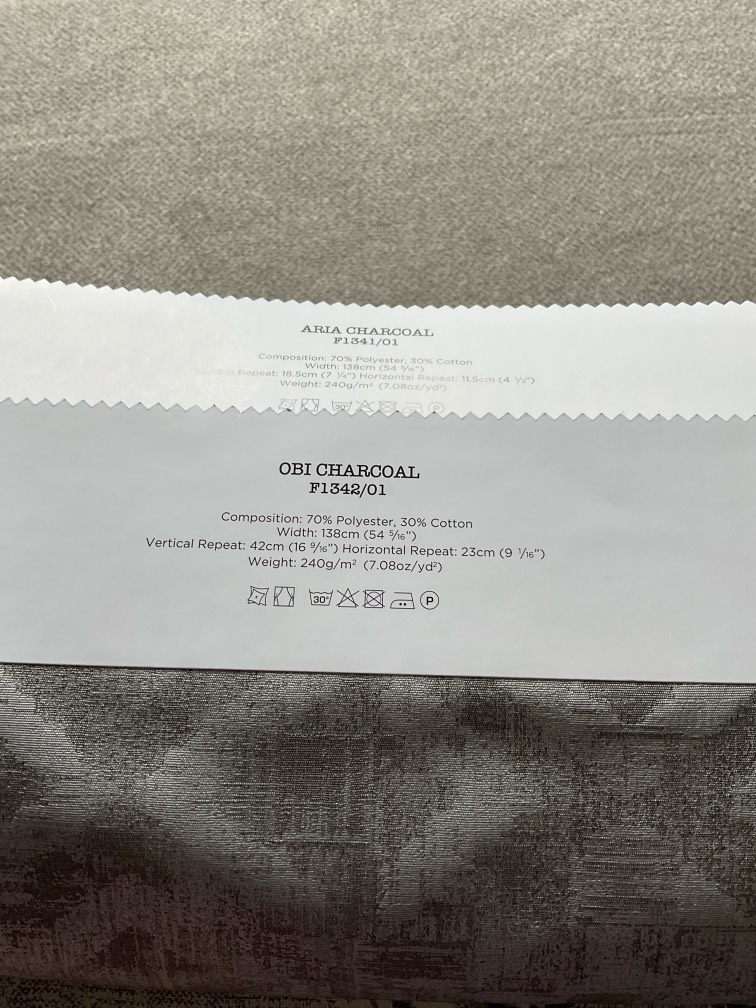 ARIA CHARCOAL
F1341/01
Composition: 70% Polyester, 30% Cotton
Width: 138cm (54 5/16")
Repeat: 18.5cm (7 ¼") Horizontal Repeat: 11.5cm (4 ½")
Weight: 240g/m² (7.08oz/yd²)
30°
P
OBI CHARCOAL
F1342/01
Composition: 70% Polyester, 30% Cotton
Width: 138cm (54 5/16")
Vertical Repeat: 42cm (16 9/16") Horizontal Repeat: 23cm (9 1/16")
Weight: 240g/m² (7.08oz/yd²)
30° P